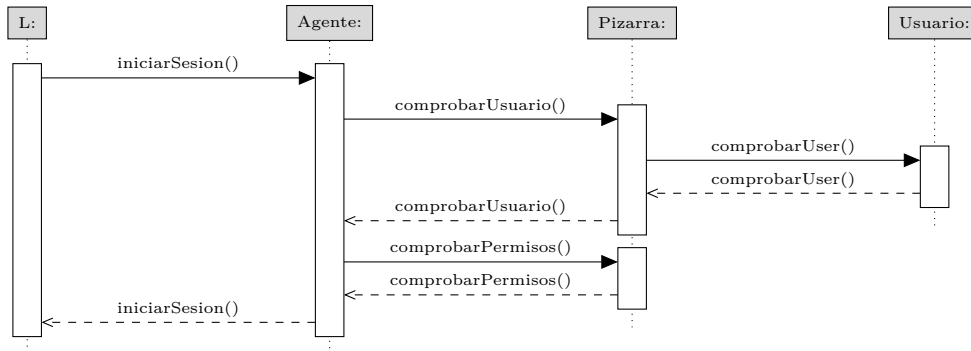 L:
Agente:
Pizarra:
Usuario:
iniciarSesion()
comprobarUsuario()
comprobarUser()
comprobarUser()
comprobarUsuario()
comprobarPermisos()
comprobarPermisos()
iniciarSesion()